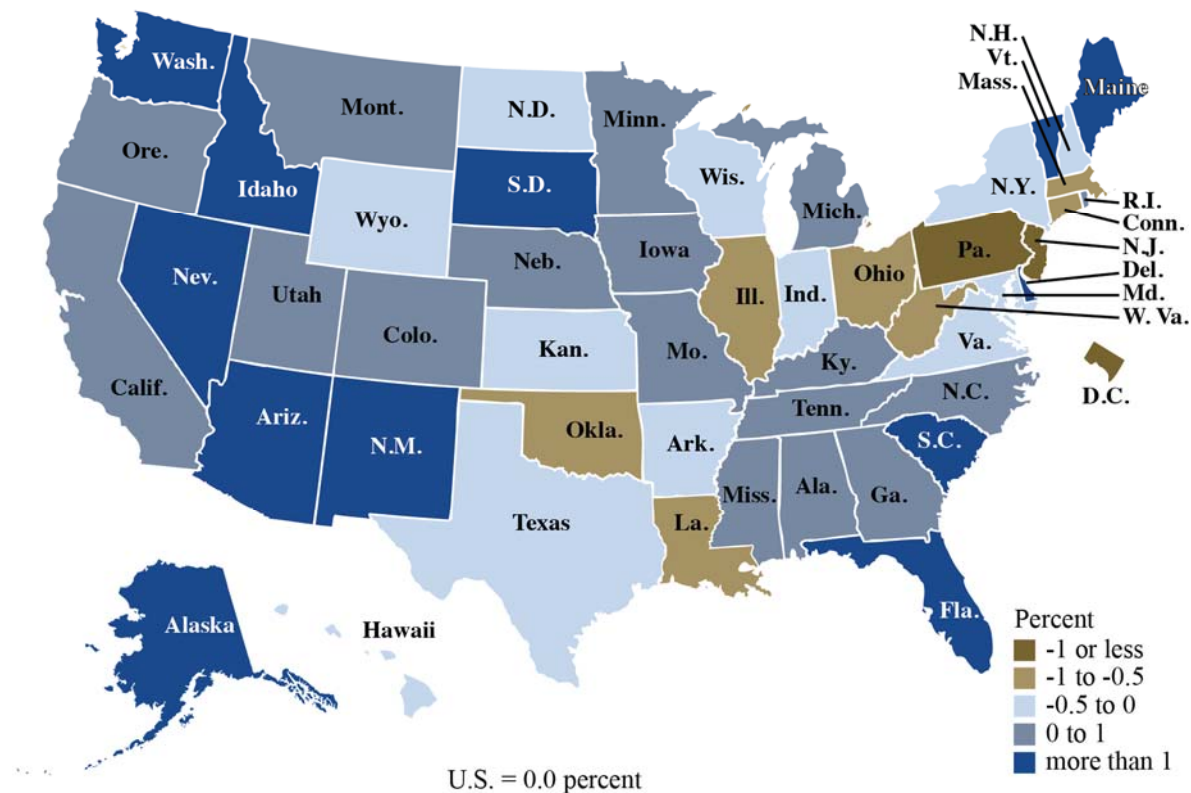 N.H.
Vt.
Mass.
Wash.
Maine
Mont.
N.D.
Minn.
Ore.
Idaho
S.D.
Wis.
N.Y.
Mich.
R.I.
Conn.
N.J.
Del.
Md.
W. Va.
Wyo.
Iowa
Pa.
Neb.
Ohio
Nev.
Utah
Ill.
Ind.
Colo.
Kan.
Mo.
Va.
Ky.
Calif.
N.C.
D.C.
Tenn.
Ariz.
Okla.
N.M.
Ark.
S.C.
Miss.
Ala.
Ga.
Texas
La.
Fla.
Alaska
Hawaii
Percent
-1 or less
-1 to -0.5
-0.5 to 0
0 to 1
more than 1
U.S. = 0.0 percent